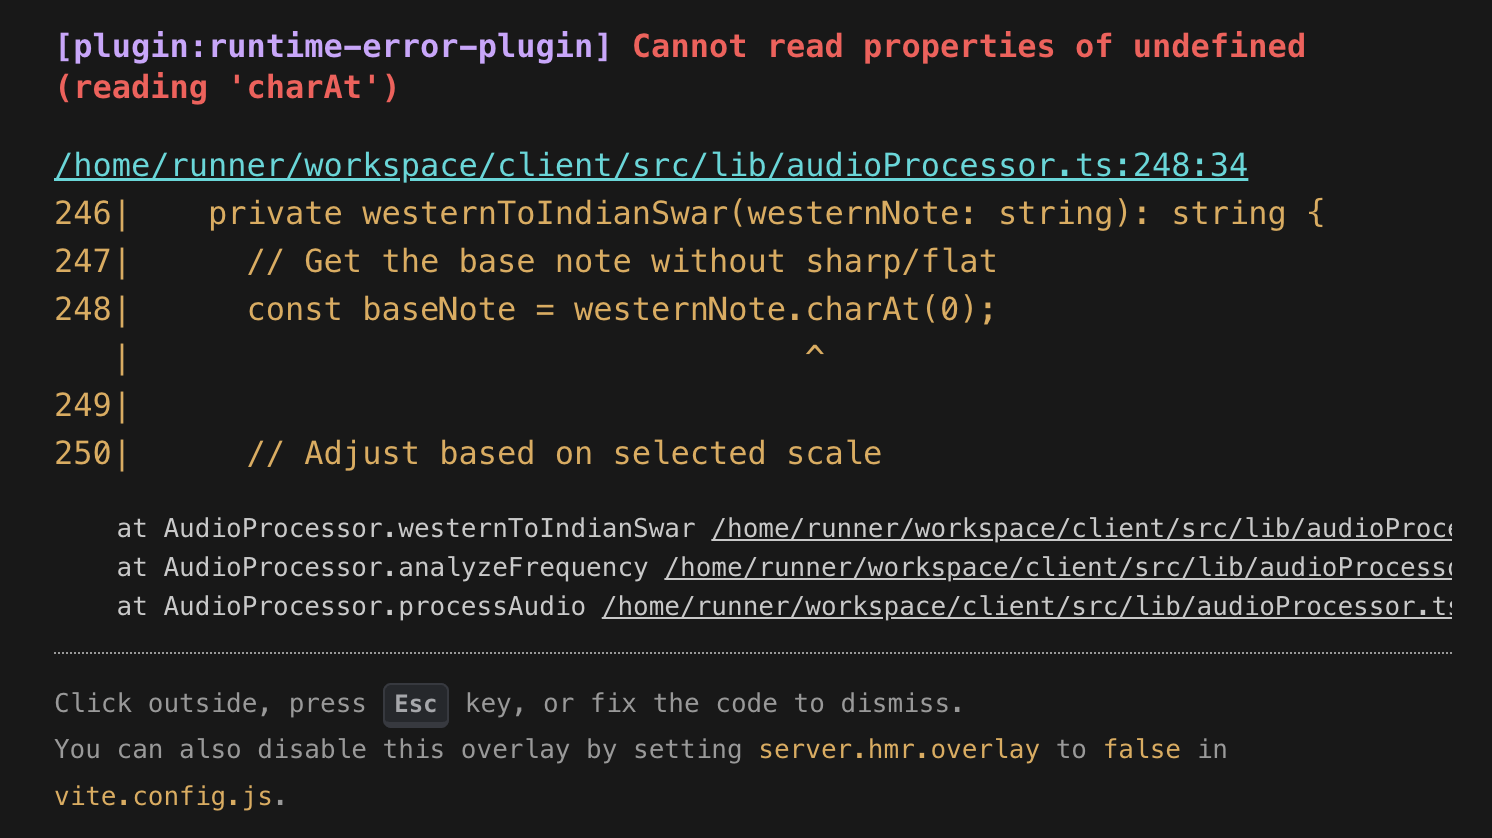 [plugin:runtime-error-plugin] Cannot read properties of undefined
(reading 'charAt')
/home/runner/workspace/client/src/lib/audioProcessor.ts:248:34
246|    private westernToIndianSwar(westernNote: string): string {
247|      // Get the base note without sharp/flat
248|      const baseNote = westernNote.charAt(0);
   |                                   ^
249|
250|      // Adjust based on selected scale
at AudioProcessor.westernToIndianSwar /home/runner/workspace/client/src/lib/audioProce
at AudioProcessor.analyzeFrequency /home/runner/workspace/client/src/lib/audioProcesso
at AudioProcessor.processAudio /home/runner/workspace/client/src/lib/audioProcessor.ts
Click outside, press Esc key, or fix the code to dismiss.
You can also disable this overlay by setting server.hmr.overlay to false in
vite.config.js.